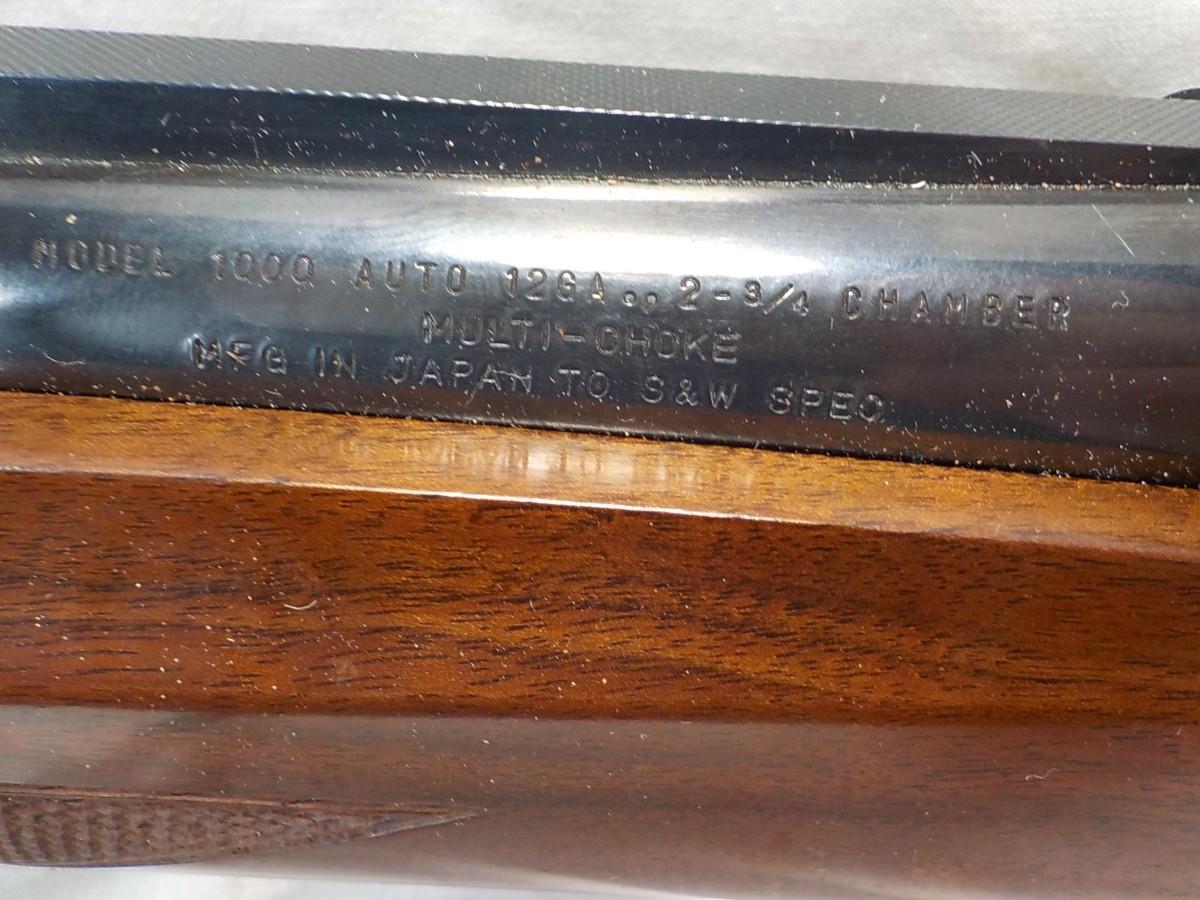 MODEL 1000 AUTO 12GA.., 2-3/4 CHAMBER
MULTI-CHOKE
MFG IN JAPAN TO S&W SPEC